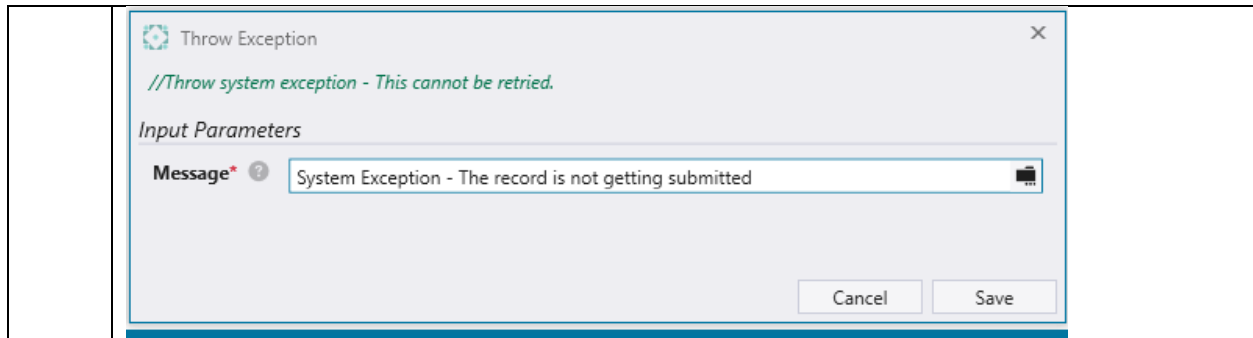 Throw Exception
//Throw system exception - This cannot be retried.
Input Parameters
Message* ?
System Exception - The record is not getting submitted
Cancel Save